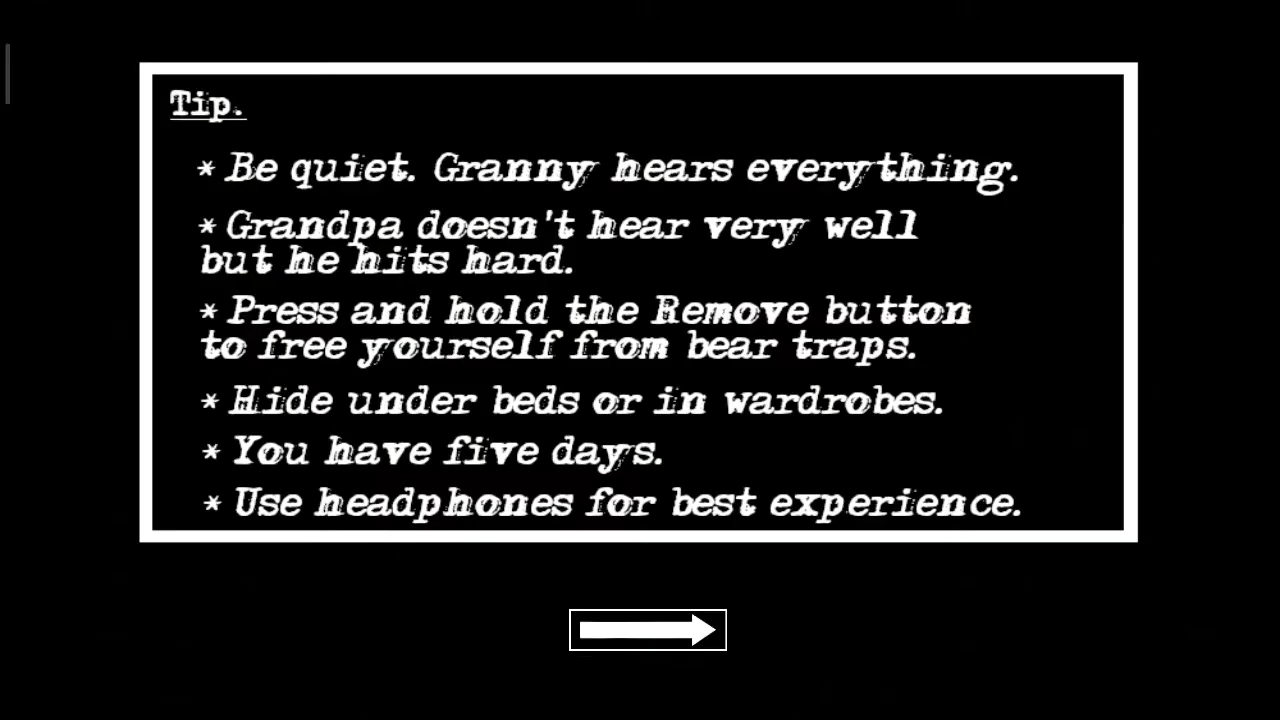 Tip.
* Be quiet. Granny hears everything.
* Grandpa doesn't hear very well
but he hits hard.
* Press and hold the Remove button
to free yourself from bear traps.
* Hide under beds or in wardrobes.
* You have five days.
* Use headphones for best experience.